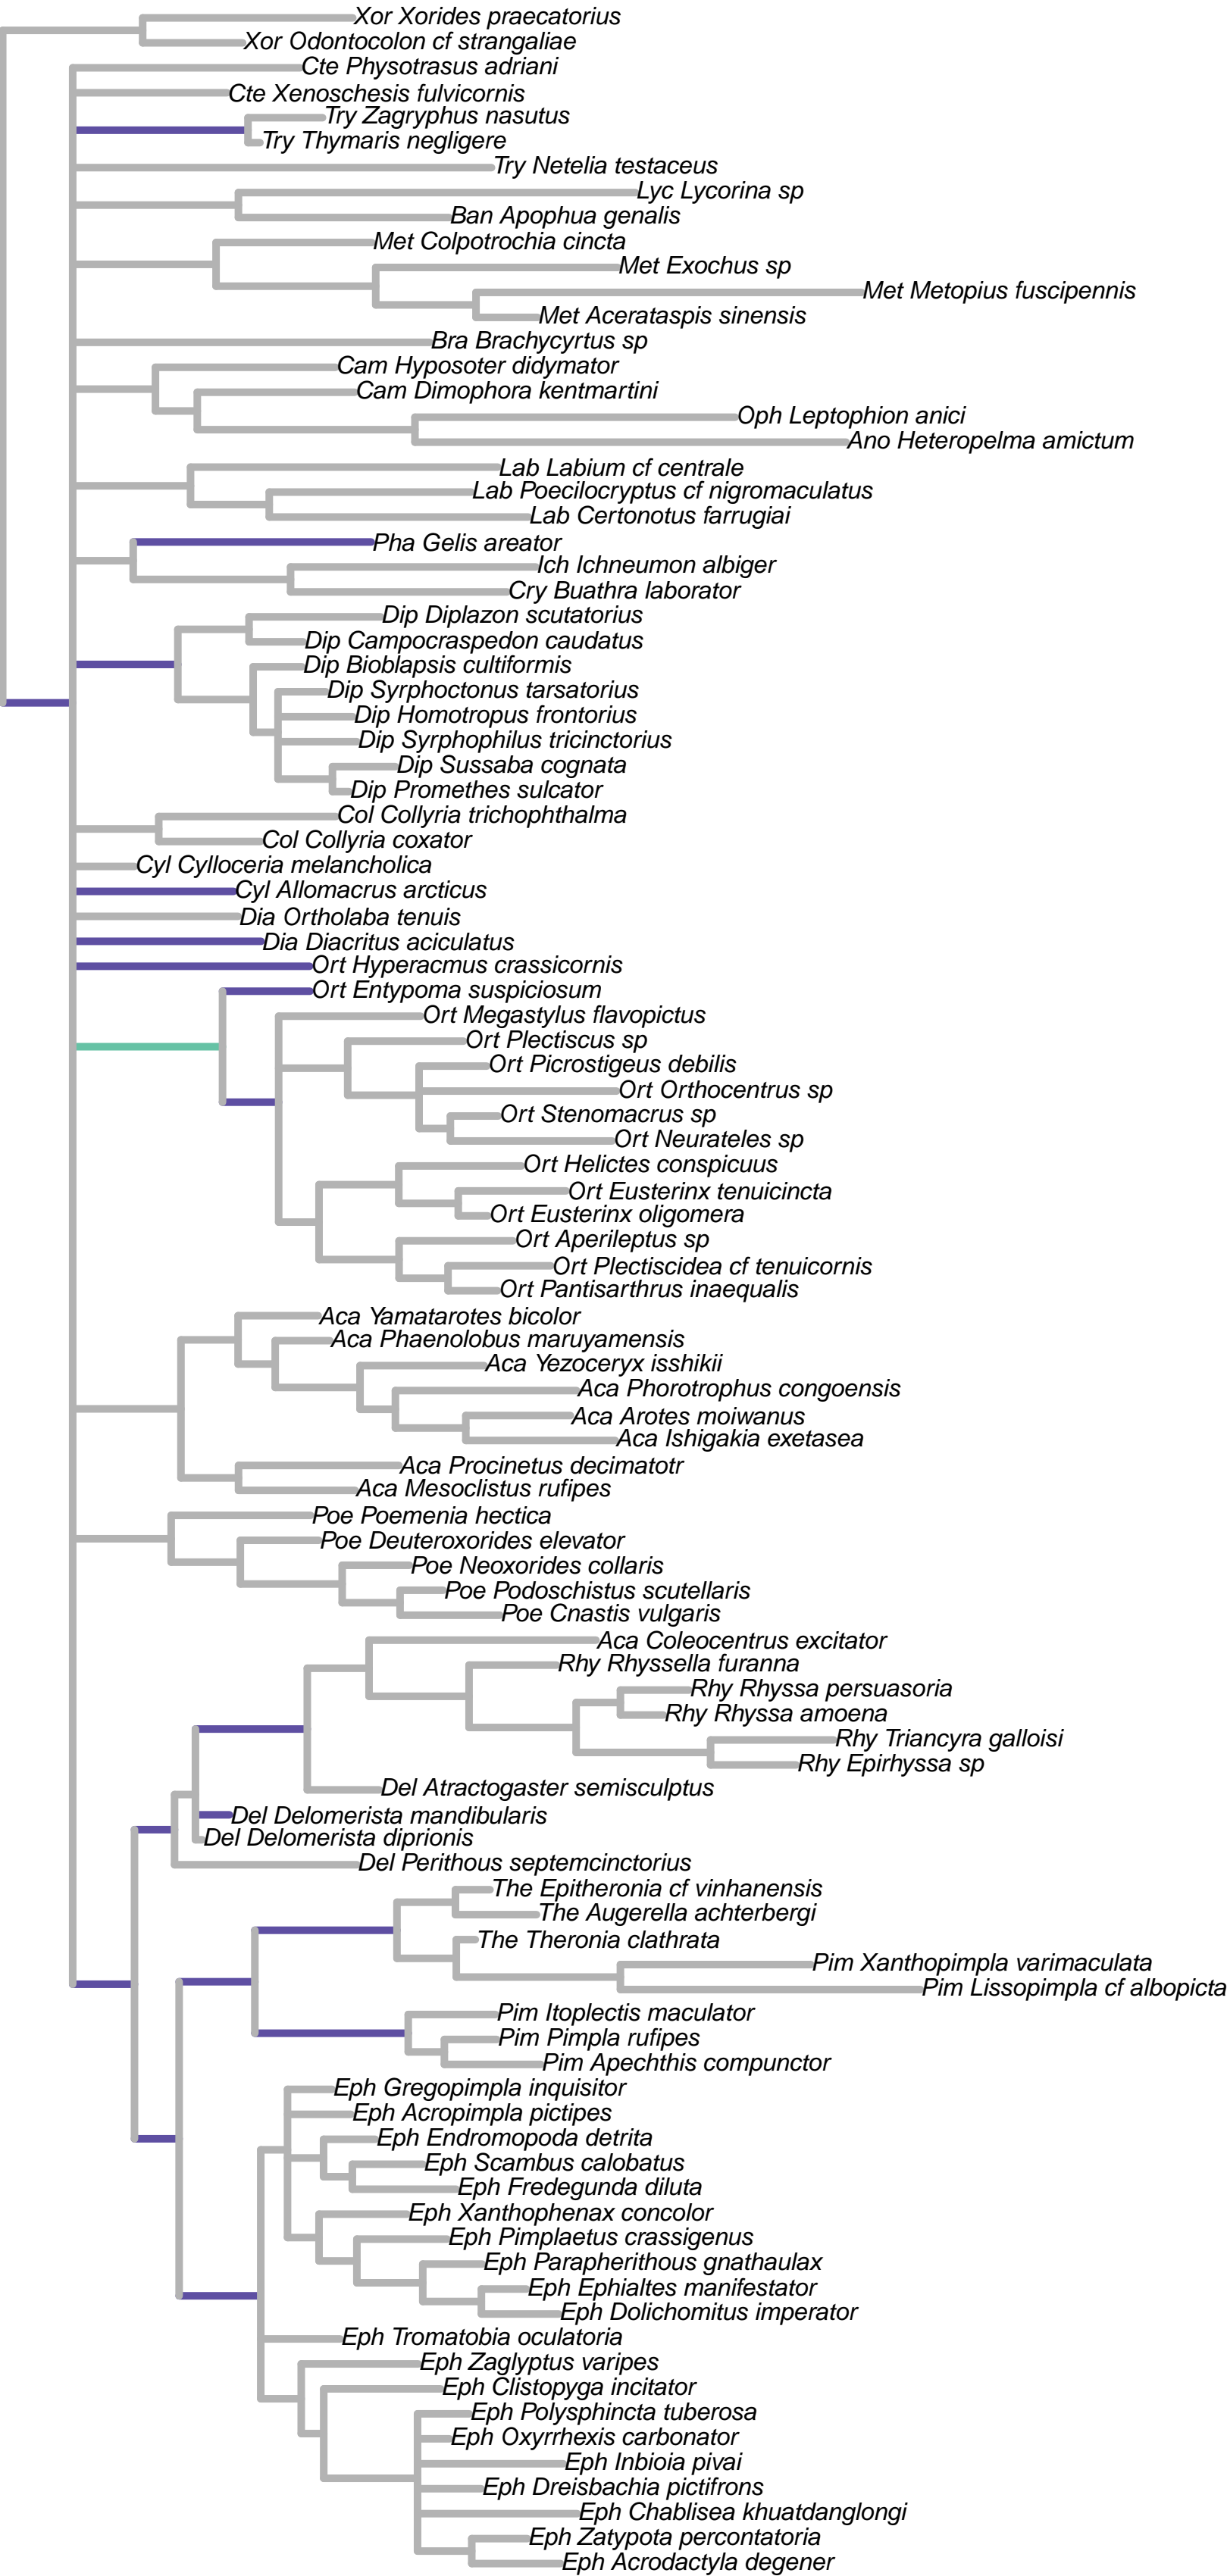 Xor Xorides praecatorius
Xor Odontocolon cf strangaliae
Cte Physotrasus adriani
Cte Xenoschesis fulvicornis
Try Zagryphus nasutus
Try Thymaris negligere
Try Netelia testaceus
Lyc Lycorina sp
Ban Apophua genalis
Met Colpotrochia cincta
Met Exochus sp
Met Metopius fuscipennis
Met Acerataspis sinensis
Bra Brachycyrtus sp
Cam Hyposoter didymator
Cam Dimophora kentmartini
Oph Leptophion anici
Ano Heteropelma amictum
Lab Labium cf centrale
Lab Poecilocryptus cf nigromaculatus
Lab Certonotus farrugiai
Pha Gelis areator
Ich Ichneumon albiger
Cry Buathra laborator
Dip Diplazon scutatorius
Dip Campocraspedon caudatus
Dip Bioblapsis cultiformis
Dip Syrphoctonus tarsatorius
Dip Homotropus frontorius
Dip Syrphophilus tricinctorius
Dip Sussaba cognata
Dip Promethes sulcator
Col Collyria trichophthalma
Col Collyria coxator
Cyl Cylloceria melancholica
Cyl Allomacrus arcticus
Dia Ortholaba tenuis
Dia Diacritus aciculatus
Ort Hyperacmus crassicornis
Ort Entypoma suspiciosum
Ort Megastylus flavopictus
Ort Plectiscus sp
Ort Picrostigeus debilis
Ort Orthocentrus sp
Ort Stenomacrus sp
Ort Neurateles sp
Ort Helictes conspicuus
Ort Eusterinx tenuicincta
Ort Eusterinx oligomera
Ort Aperileptus sp
Ort Plectiscidea cf tenuicornis
Ort Pantisarthrus inaequalis
Aca Yamatarotes bicolor
Aca Phaenolobus maruyamensis
Aca Yezoceryx isshikii
Aca Phorotrophus congoensis
Aca Arotes moiwanus
Aca Ishigakia exetasea
Aca Procinetus decimatotr
Aca Mesoclistus rufipes
Poe Poemenia hectica
Poe Deuteroxorides elevator
Poe Neoxorides collaris
Poe Podoschistus scutellaris
Poe Cnastis vulgaris
Aca Coleocentrus excitator
Rhy Rhyssella furanna
Rhy Rhyssa persuasoria
Rhy Rhyssa amoena
Rhy Triancyra galloisi
Rhy Epirhyssa sp
Del Atractogaster semisculptus
Del Delomerista mandibularis
Del Delomerista diprionis
Del Perithous septemcinctorius
The Epitheronia cf vinhanensis
The Augerella achterbergi
The Theronia clathrata
Pim Xanthopimpla varimaculata
Pim Lissopimpla cf albopicta
Pim Itoplectis maculator
Pim Pimpla rufipes
Pim Apechthis compunctor
Eph Gregopimpla inquisitor
Eph Acropimpla pictipes
Eph Endromopoda detrita
Eph Scambus calobatus
Eph Fredegunda diluta
Eph Xanthophenax concolor
Eph Pimplaetus crassigenus
Eph Parapherithous gnathaulax
Eph Ephialtes manifestator
Eph Dolichomitus imperator
Eph Tromatobia oculatoria
Eph Zaglyptus varipes
Eph Clistopyga incitator
Eph Polysphincta tuberosa
Eph Oxyrrhexis carbonator
Eph Inbioia pivai
Eph Dreisbachia pictifrons
Eph Chablisea khuatdanglongi
Eph Zatypota percontatoria
Eph Acrodactyla degener